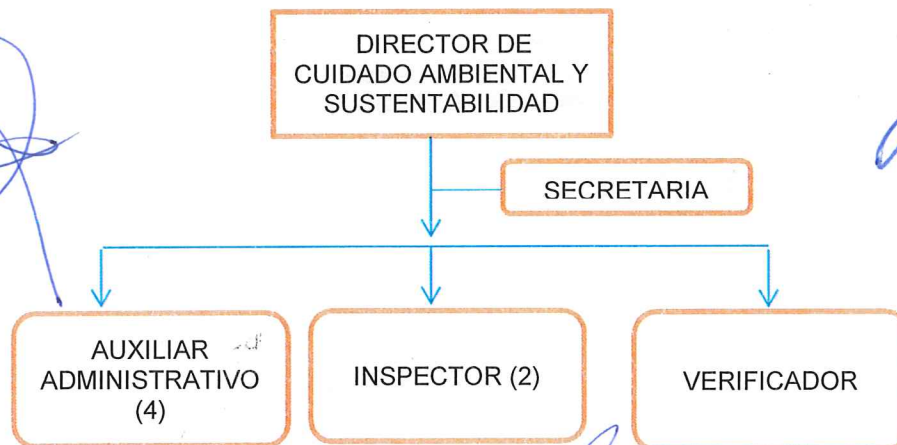 DIRECTOR DE
CUIDADO AMBIENTAL Y
SUSTENTABILIDAD
SECRETARIA
AUXILIAR
ADMINISTRATIVO
(4)
INSPECTOR (2)
VERIFICADOR